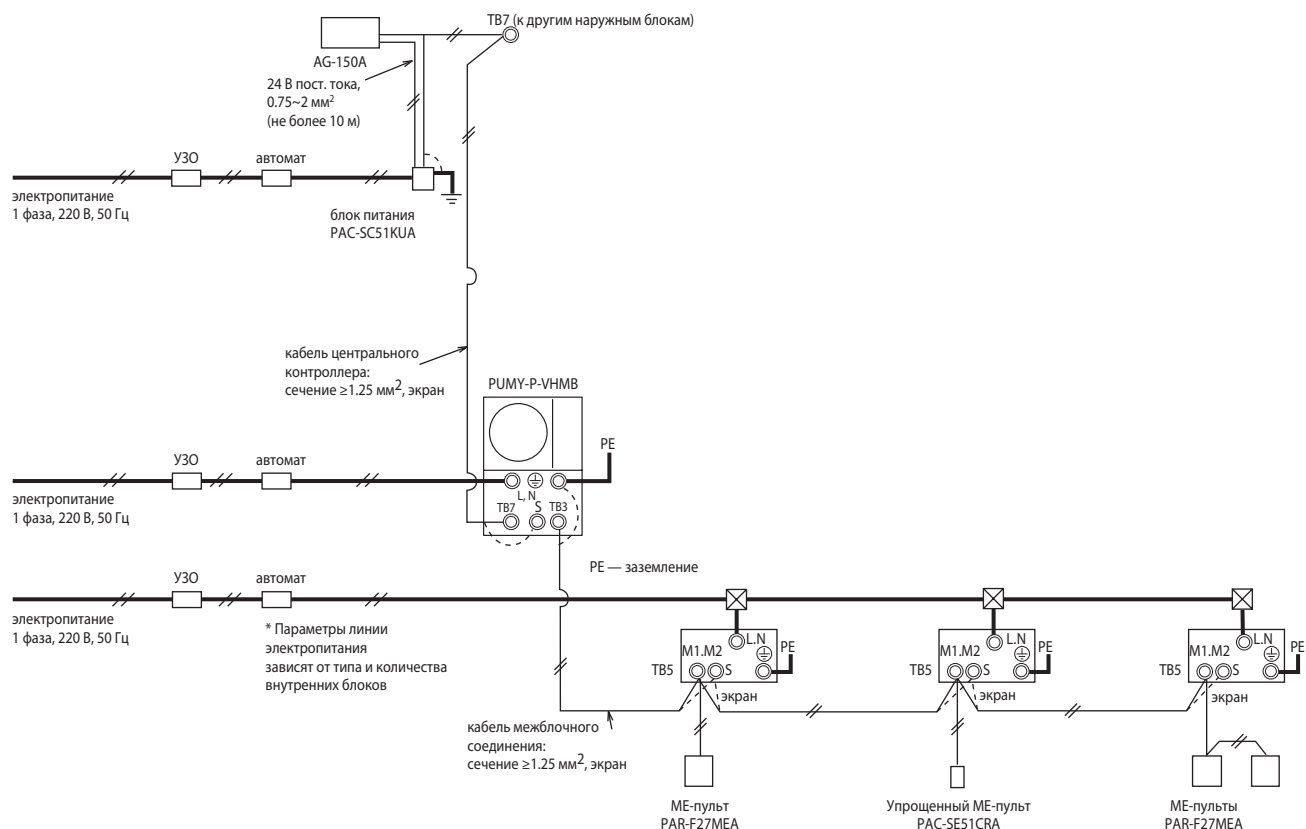 TB7 (к другим наружным блокам)
AG-150A
24 В пост. тока,
0.75~2 мм²
(не более 10 м)
УЗО
автомат
электропитание
1 фаза, 220 В, 50 Гц
блок питания
PAC-SC51KUA
кабель центрального
контроллера:
сечение ≥1.25 мм², экран
PUMY-P-VHMB
PE
УЗО
автомат
L, N
TB7
S
TB3
электропитание
1 фаза, 220 В, 50 Гц
PE — заземление
УЗО
автомат
электропитание
1 фаза, 220 В, 50 Гц
* Параметры линии
электропитания
зависят от типа и количества
внутренних блоков
L.N
PE
M1.M2
TB5
S
экран
L.N
PE
M1.M2
TB5
S
экран
L.N
PE
M1.M2
TB5
S
экран
кабель межблочного
соединения:
сечение ≥1.25 мм², экран
МЕ-пульт
PAR-F27MEA
Упрощенный МЕ-пульт
PAC-SE51CRA
МЕ-пульты
PAR-F27MEA